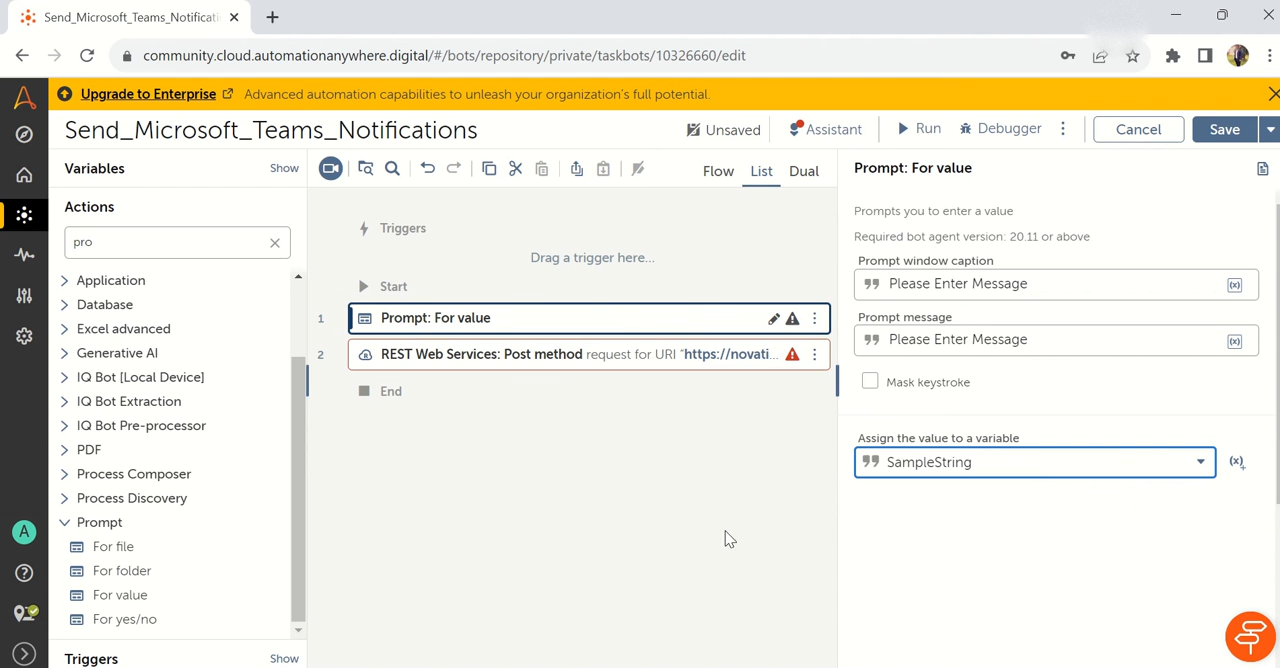 Send_Microsoft_Teams_Notificati
community.cloud.automationanywhere.digital/#/bots/repository/private/taskbots/10326660/edit
Upgrade to Enterprise Advanced automation capabilities to unleash your organization's full potential.
Send_Microsoft_Teams_Notifications
Unsaved
Assistant
Run
Debugger
Cancel
Save
Variables
Show
Flow
List
Dual
Prompt: For value
Actions
pro
Application
Database
Excel advanced
Generative AI
IQ Bot [Local Device]
IQ Bot Extraction
IQ Bot Pre-processor
PDF
Process Composer
Process Discovery
Prompt
For file
For folder
For value
For yes/no
Triggers
Show
A
Triggers
Drag a trigger here...
Start
1 Prompt: For value
2 REST Web Services: Post method request for URI "https://novati...
End
Prompts you to enter a value
Required bot agent version: 20.11 or above
Prompt window caption
Please Enter Message
(x)
Prompt message
Please Enter Message
(x)
Mask keystroke
Assign the value to a variable
SampleString
(x)+